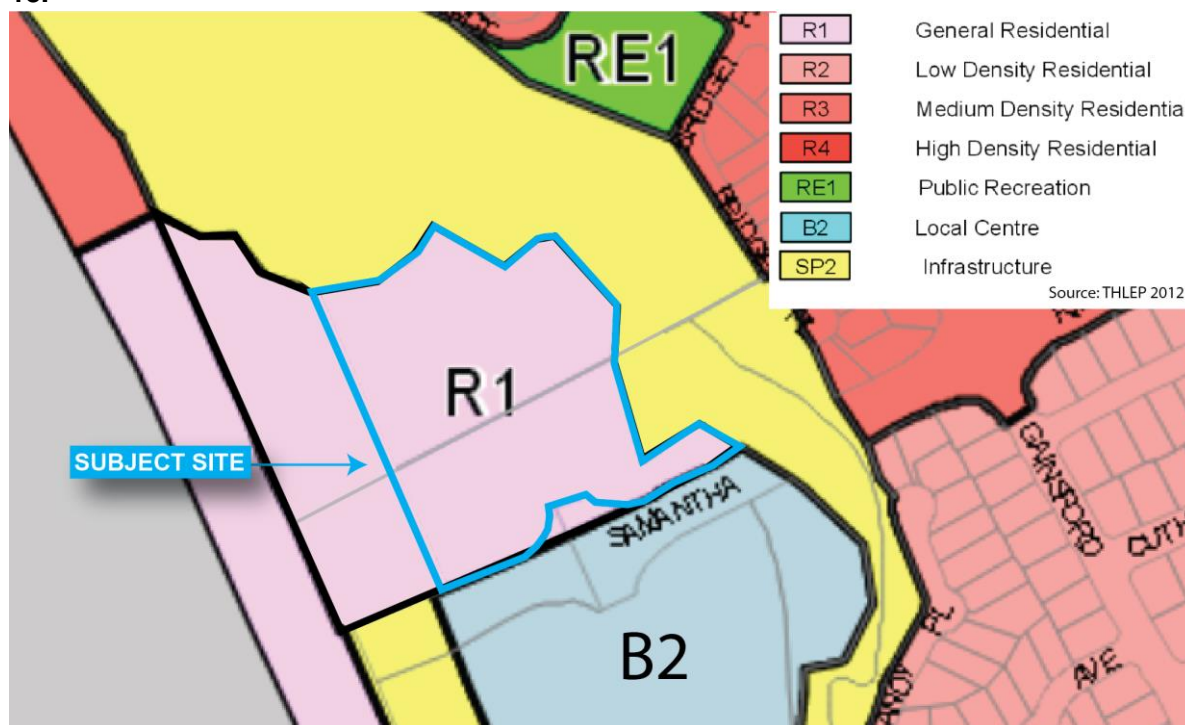 RE1
R1
SUBJECT SITE
SAMANTHA
B2
GAINSFORD
AVE
PL
R1 General Residential
R2 Low Density Residential
R3 Medium Density Residentia
R4 High Density Residential
RE1 Public Recreation
B2 Local Centre
SP2 Infrastructure
Source: THLEP 2012